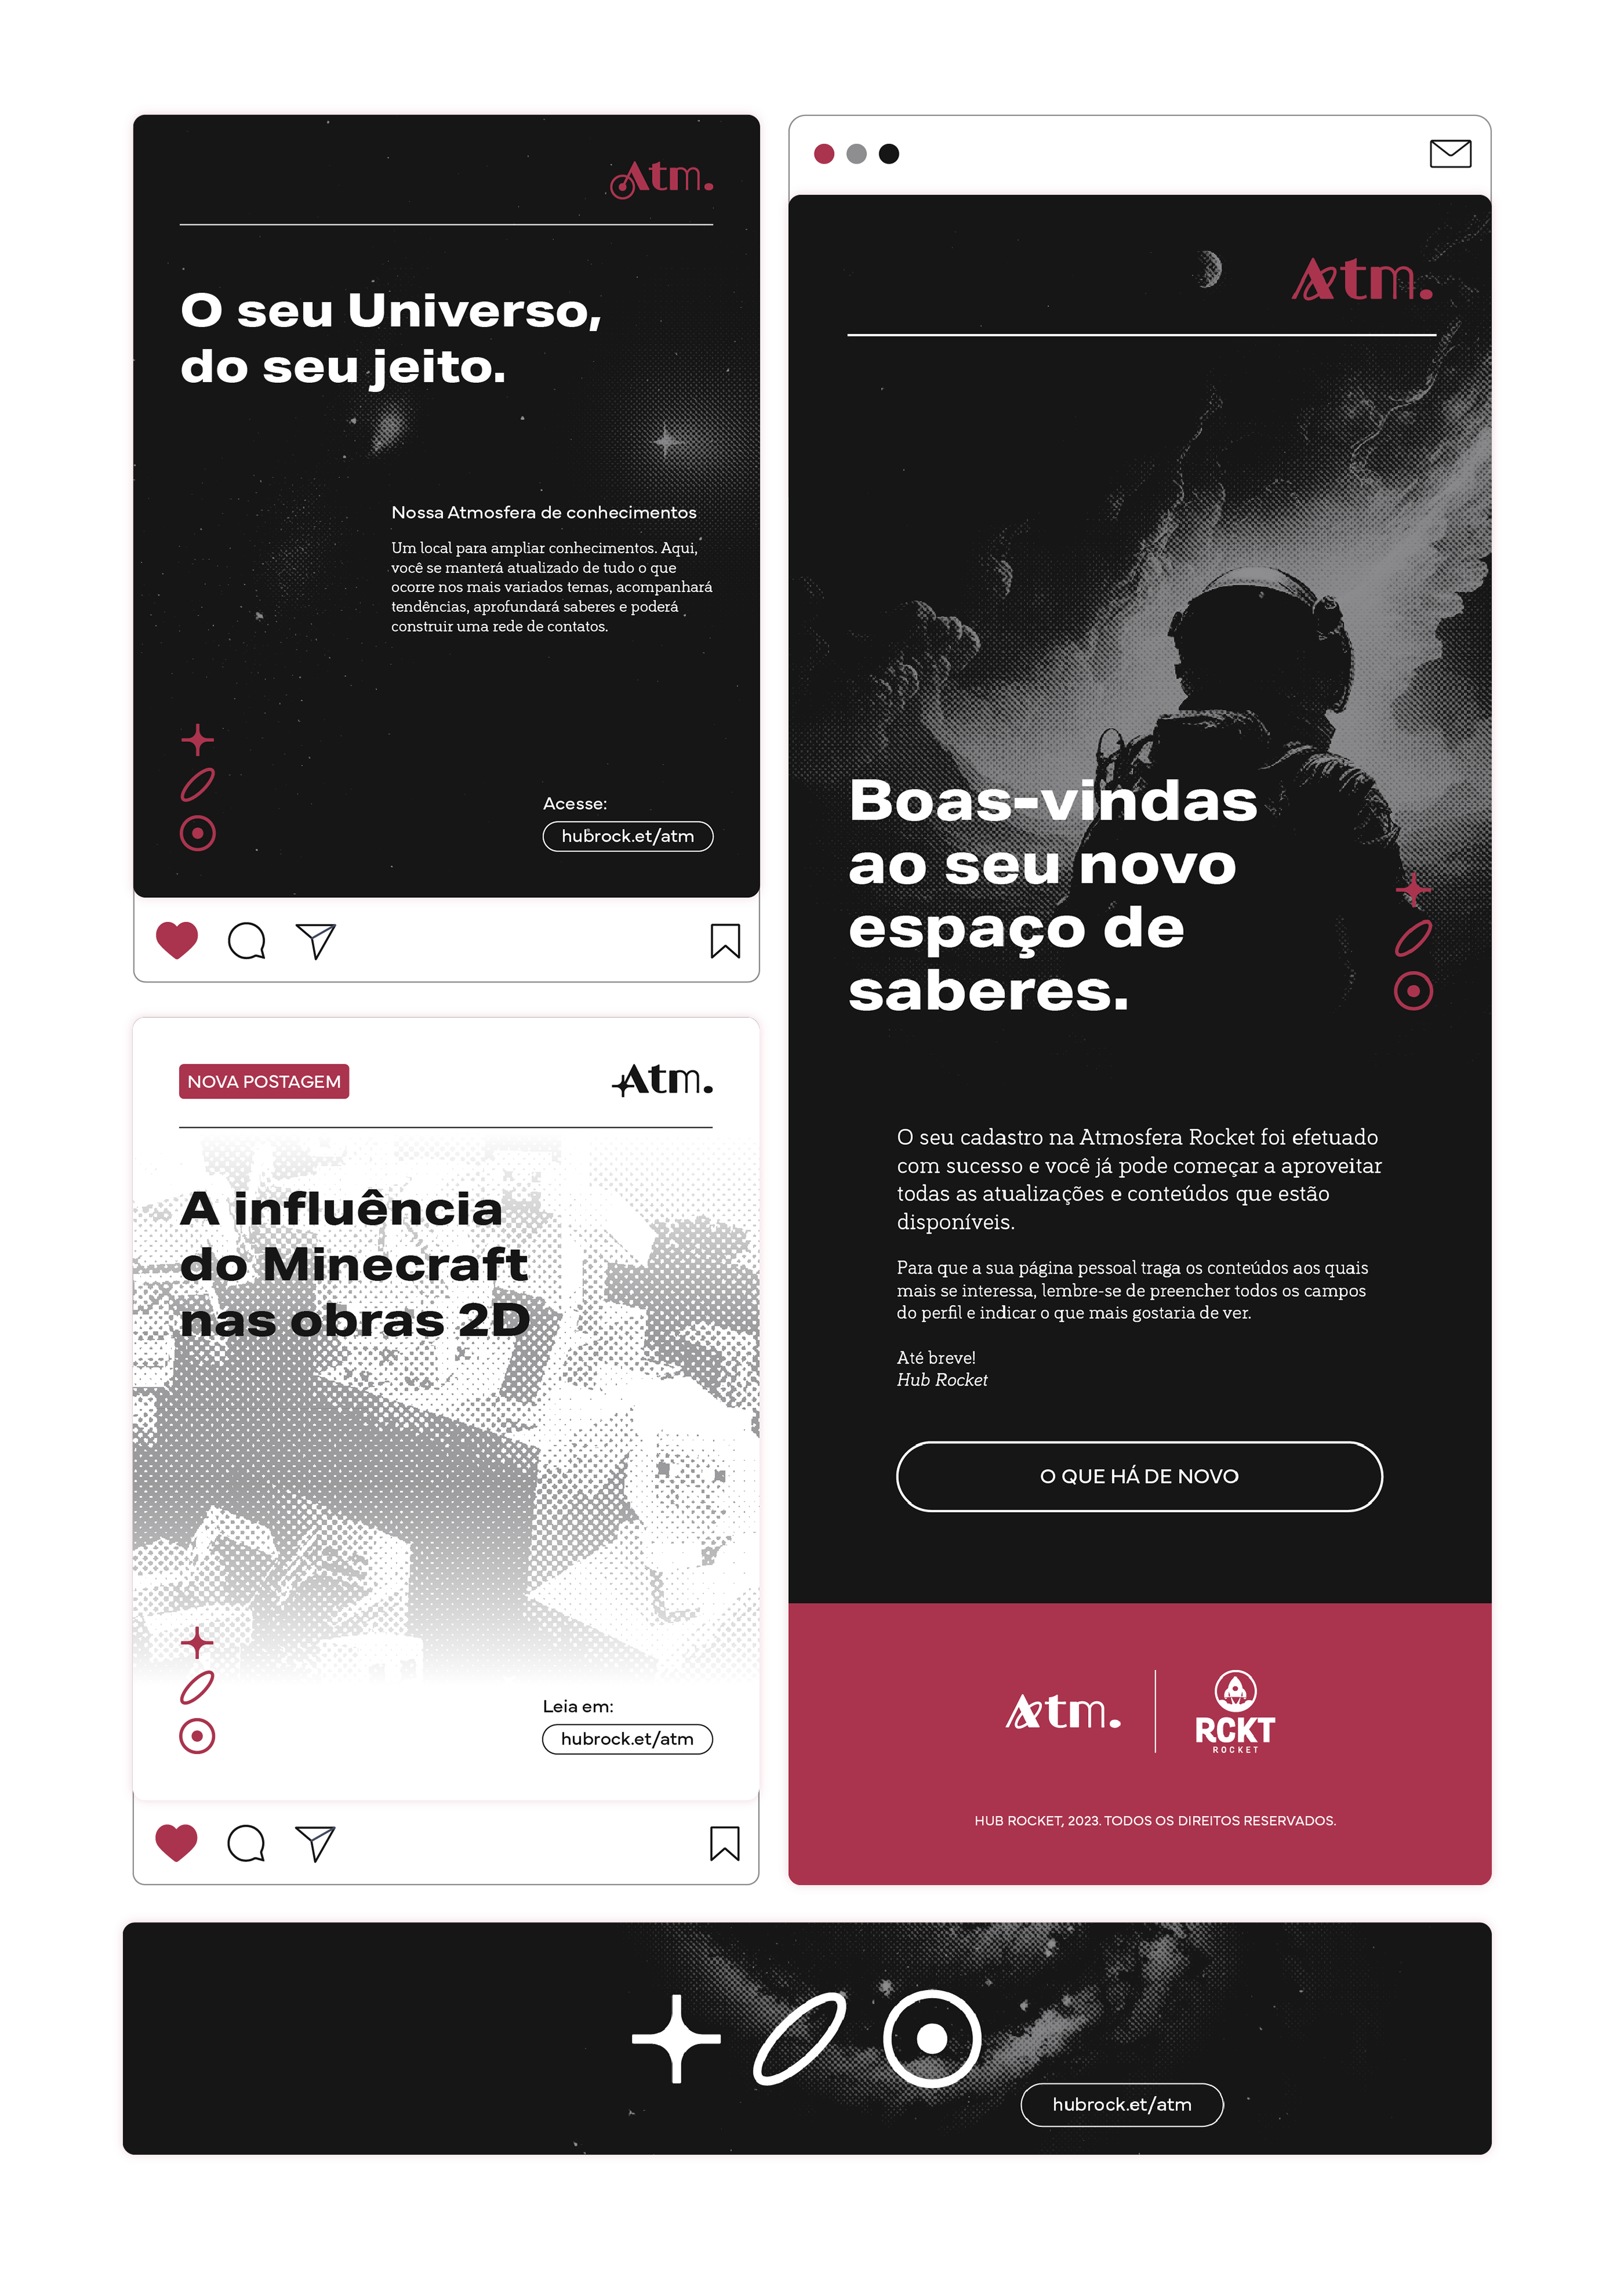 Atm.
O seu Universo,
do seu jeito.
Nossa Atmosfera de conhecimentos
Um local para ampliar conhecimentos. Aqui,
você se manterá atualizado de tudo o que
ocorre nos mais variados temas, acompanhará
tendências, aprofundará saberes e poderá
construir uma rede de contatos.
Acesse:
hubrock.et/atm
NOVA POSTAGEM
Atm.
A influência
do Minecraft
nas obras 2D
Leia em:
hubrock.et/atm
Atm.
Boas-vindas
ao seu novo
espaço de
saberes.
O seu cadastro na Atmosfera Rocket foi efetuado
com sucesso e você já pode começar a aproveitar
todas as atualizações e conteúdos que estão
disponíveis.
Para que a sua página pessoal traga os conteúdos aos quais
mais se interessa, lembre-se de preencher todos os campos
do perfil e indicar o que mais gostaria de ver.
Até breve!
Hub Rocket
O QUE HÁ DE NOVO
Atm.
RCKT
ROCKET
HUB ROCKET, 2023. TODOS OS DIREITOS RESERVADOS.
hubrock.et/atm